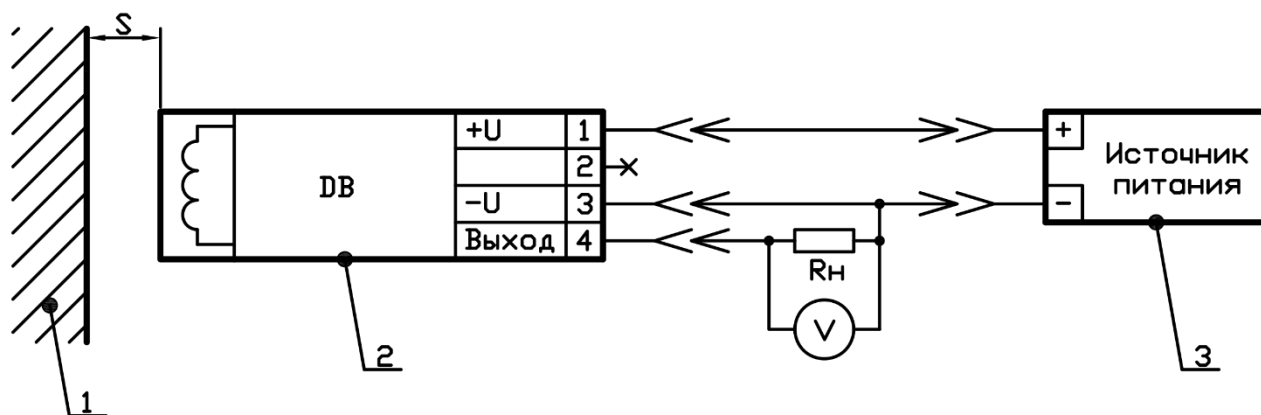 S
+U 1
DB
2
-U 3
Выход 4
Rн
V
+
-
Источник
питания
1
2
3